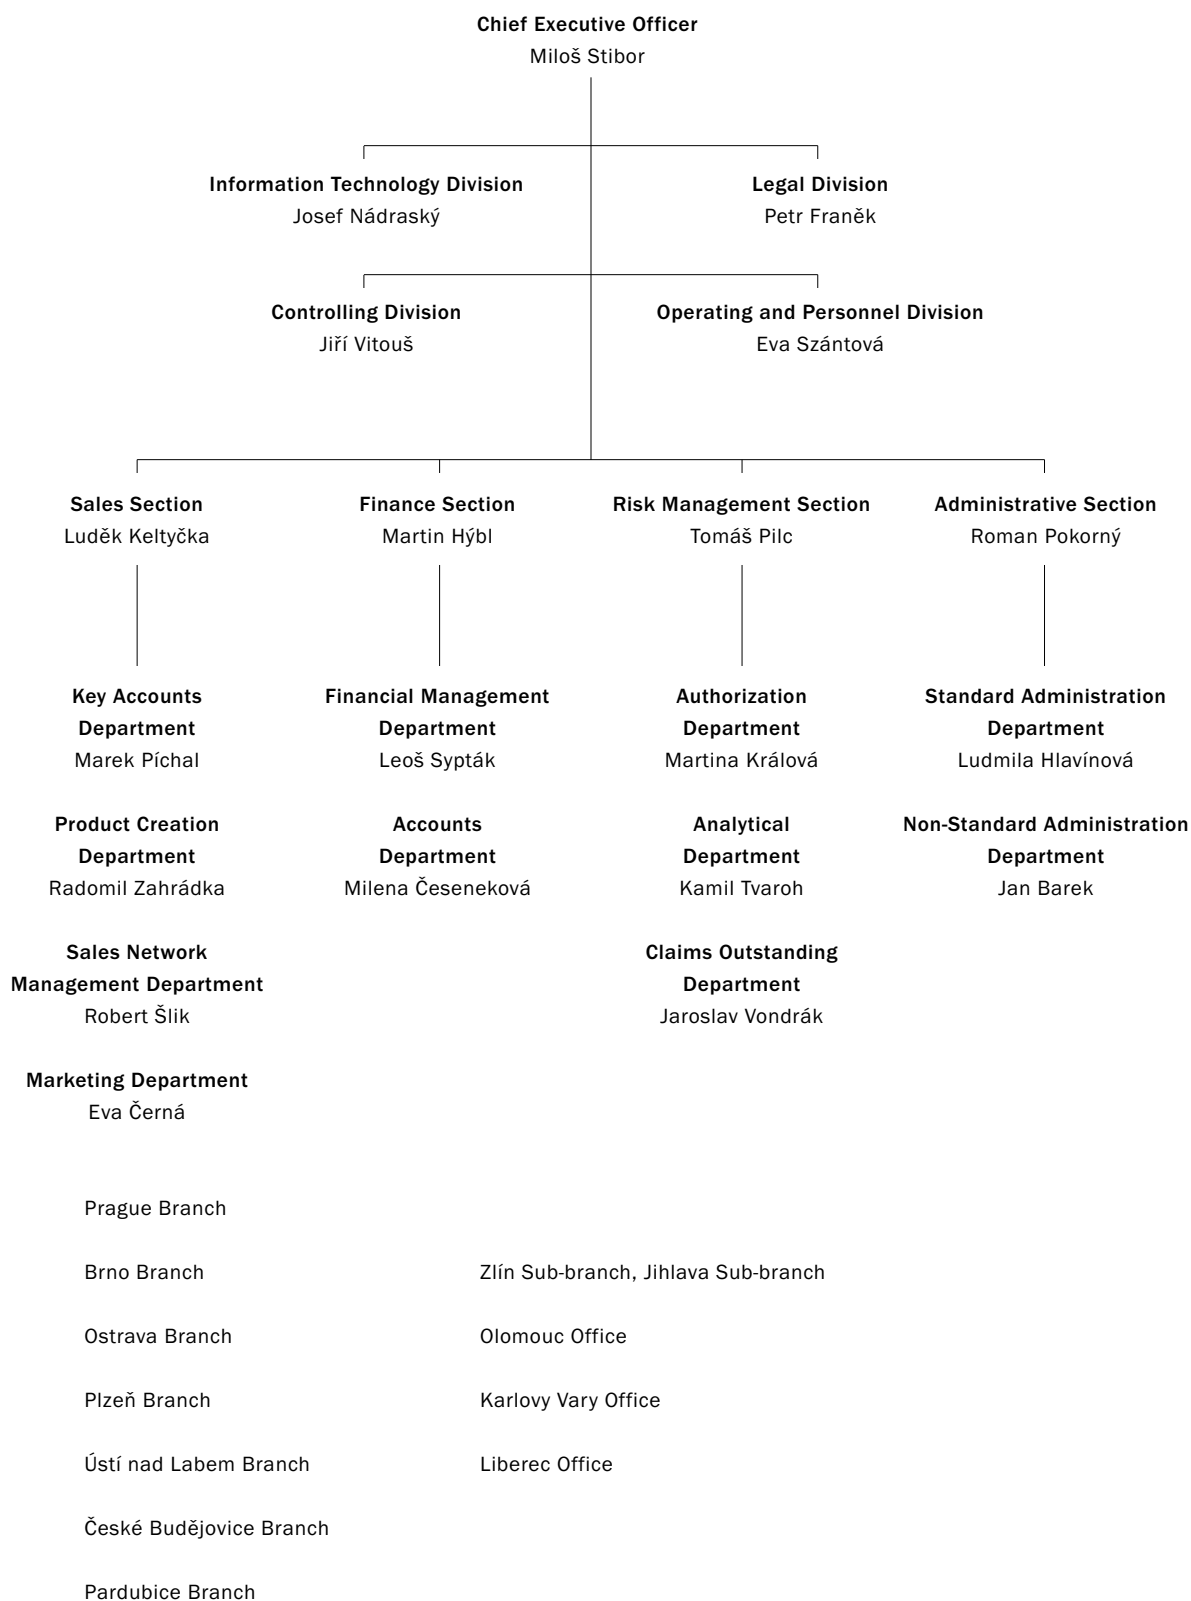 Chief Executive Officer
Miloš Stibor
Information Technology Division
Josef Nádraský
Legal Division
Petr Franěk
Controlling Division
Jiří Vitouš
Operating and Personnel Division
Eva Szántová
Sales Section
Luděk Keltyčka
Finance Section
Martin Hýbl
Risk Management Section
Tomáš Pilc
Administrative Section
Roman Pokorný
Key Accounts
Department
Marek Píchal
Financial Management
Department
Leoš Sypták
Authorization
Department
Martina Králová
Standard Administration
Department
Ludmila Hlavínová
Product Creation
Department
Radomil Zahrádka
Accounts
Department
Milena Česeneková
Analytical
Department
Kamil Tvaroh
Non-Standard Administration
Department
Jan Barek
Sales Network
Management Department
Robert Šlik
Claims Outstanding
Department
Jaroslav Vondrák
Marketing Department
Eva Černá
Prague Branch
Brno Branch
Zlín Sub-branch, Jihlava Sub-branch
Ostrava Branch
Olomouc Office
Plzeň Branch
Karlovy Vary Office
Ústí nad Labem Branch
Liberec Office
České Budějovice Branch
Pardubice Branch